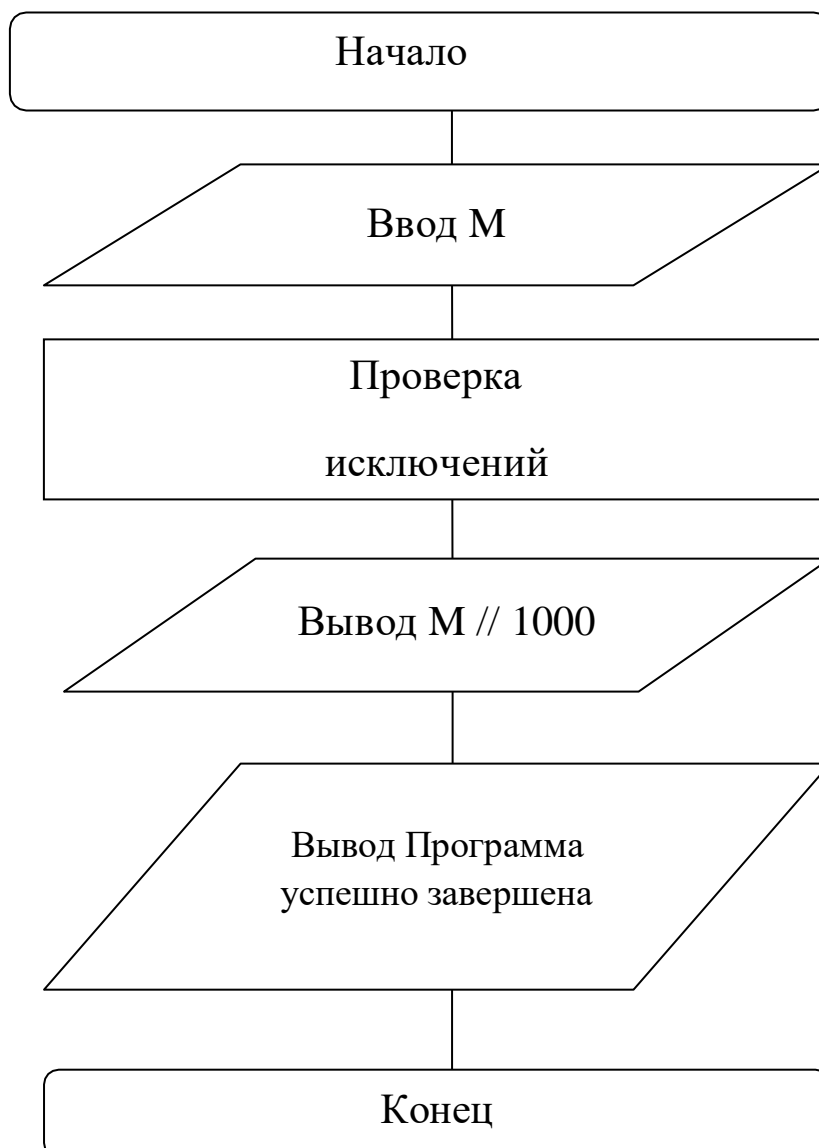 Начало
Ввод М
Проверка
исключений
Вывод М // 1000
Вывод Программа
успешно завершена
Конец